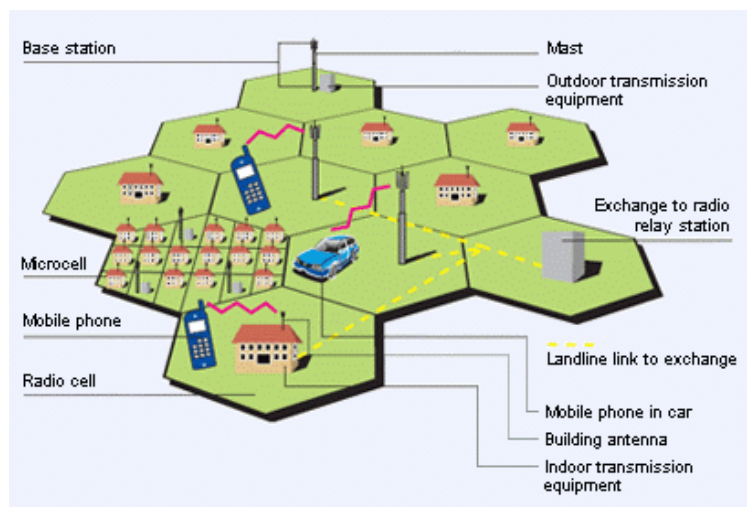 Base station
Mast
Outdoor transmission
equipment
Exchange to radio
relay station
Microcell
Mobile phone
Landline link to exchange
Radio cell
Mobile phone in car
Building antenna
Indoor transmission
equipment